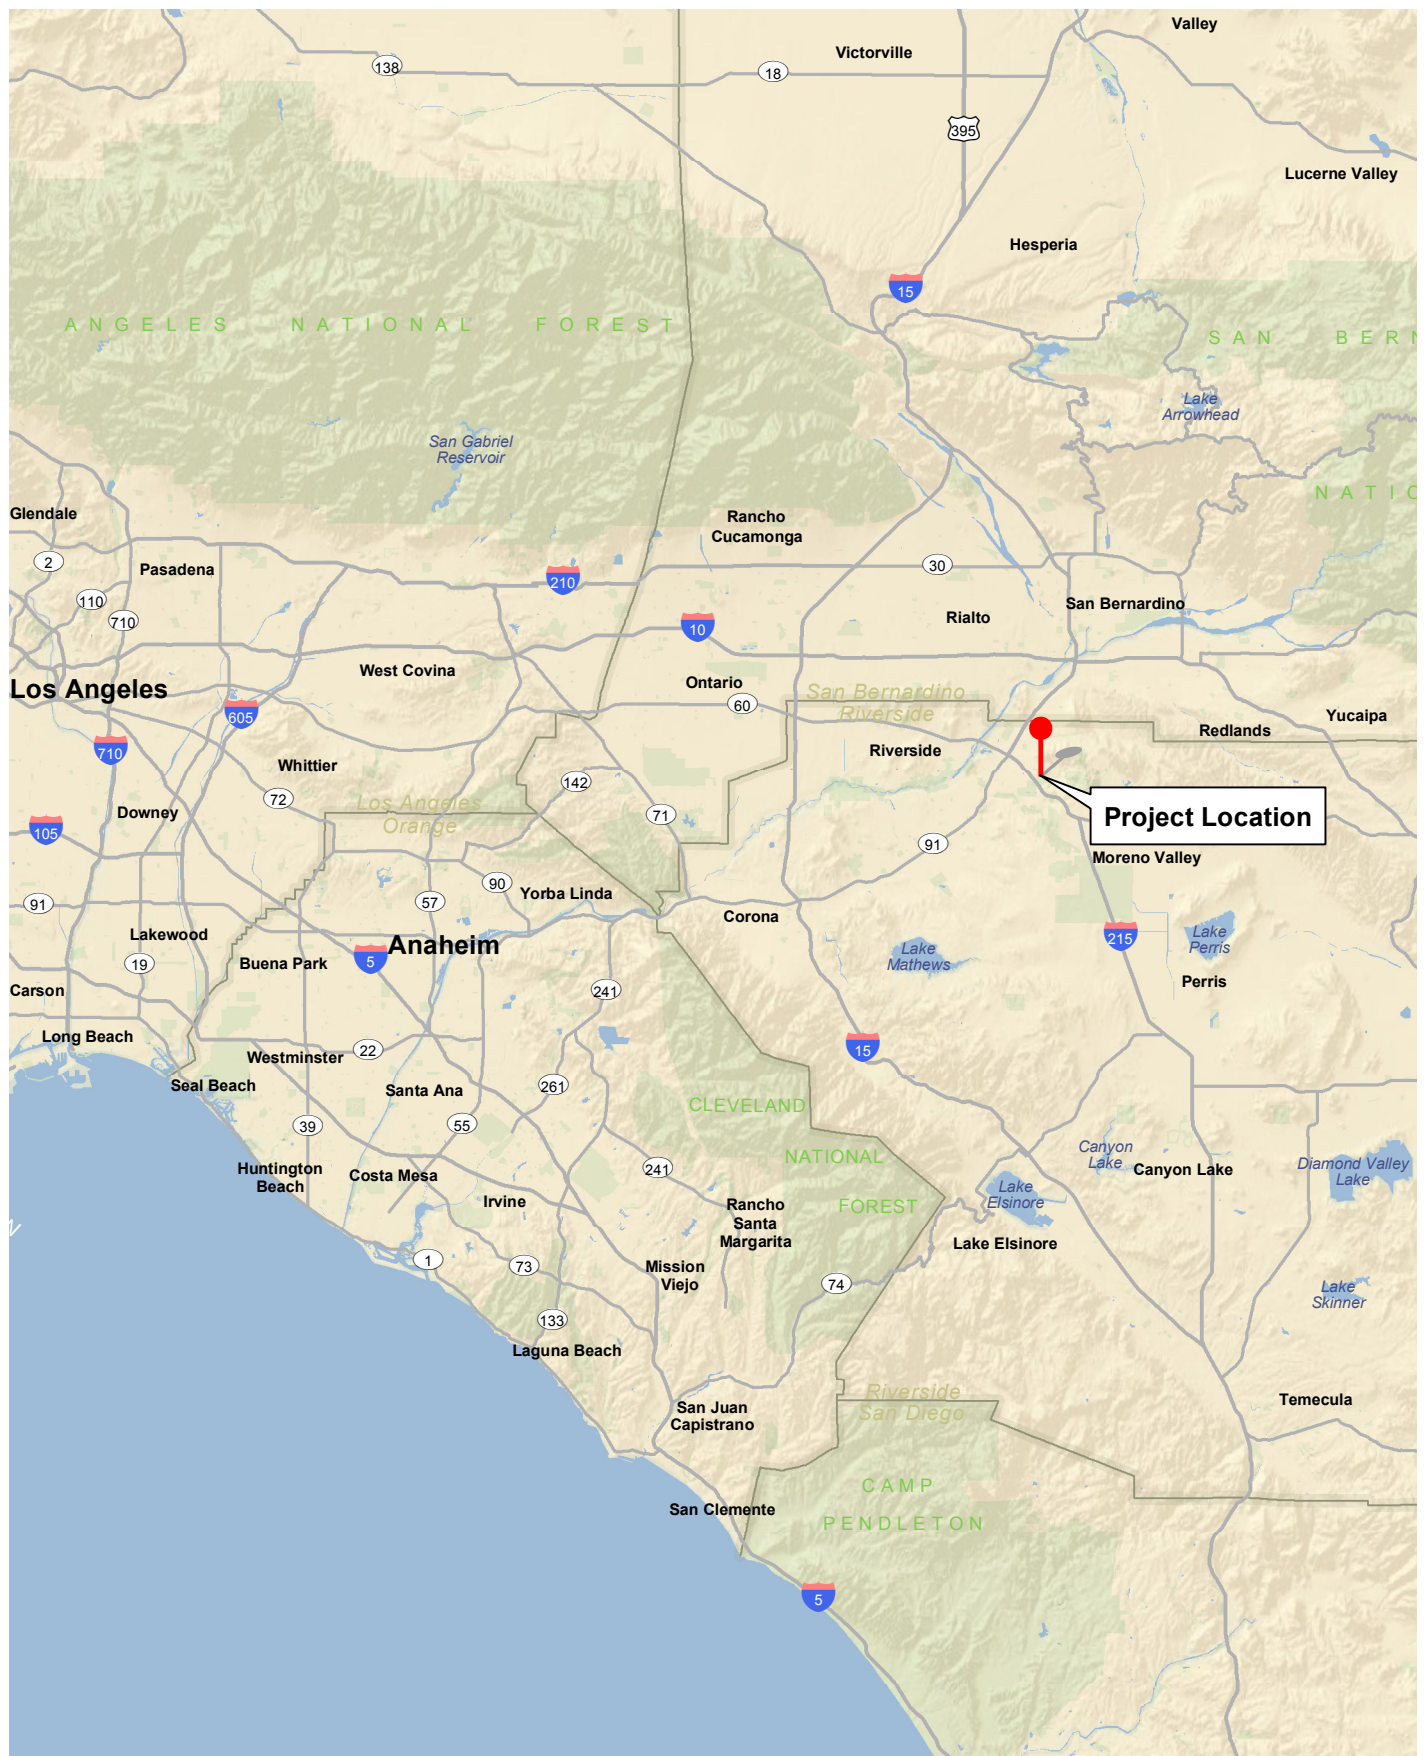 Valley
Victorville
138
18
395
Lucerne Valley
Hesperia
15
ANGELES NATIONAL FOREST
SAN BERN
Lake
Arrowhead
San Gabriel
Reservoir
NATIO
Glendale
Rancho
Cucamonga
2
Pasadena
210
30
110
710
San Bernardino
Rialto
10
West Covina
Los Angeles
Ontario
San Bernardino
Riverside
60
605
Yucaipa
Redlands
710
Riverside
Whittier
142
72
Los Angeles
Orange
Downey
71
Project Location
105
91
Moreno Valley
90
Yorba Linda
57
91
Corona
Lakewood
Anaheim
Lake
Perris
215
Lake
Mathews
5
Buena Park
19
Perris
241
Carson
Long Beach
22
15
Westminster
Seal Beach
Santa Ana
261
CLEVELAND
39
55
Canyon
Lake
NATIONAL
241
Canyon Lake
Diamond Valley
Lake
Huntington
Beach
Costa Mesa
Irvine
Lake
Elsinore
Rancho
Santa
Margarita
FOREST
Lake Elsinore
1
73
Mission
Viejo
74
Lake
Skinner
133
Laguna Beach
Riverside
San Diego
Temecula
San Juan
Capistrano
CAMP
PENDLETON
San Clemente
5